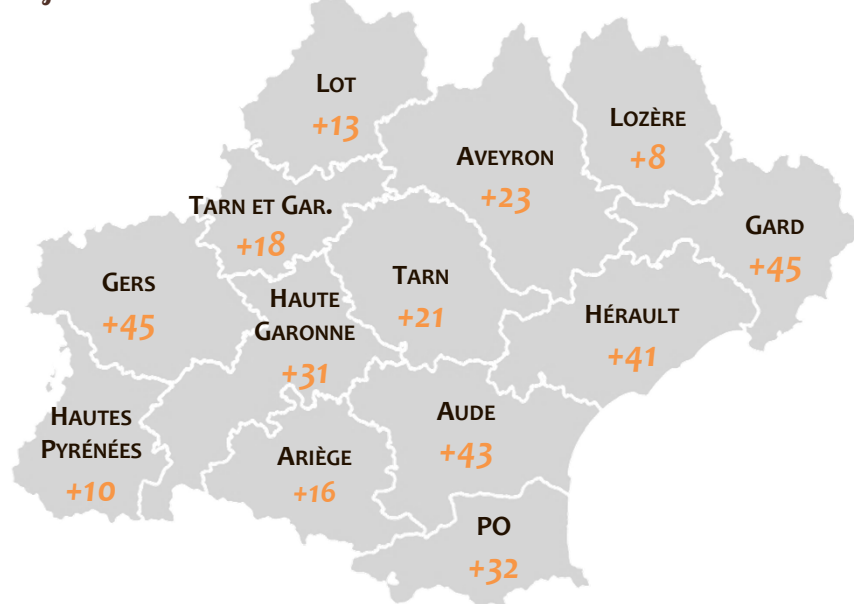 LOT
+13
LOZÈRE
+8
AVEYRON
+23
TARN ET GAR.
+18
GARD
+45
GERS
+45
TARN
+21
HAUTE
GARONNE
+31
HÉRAULT
+41
HAUTES
PYRÉNÉES
+10
AUDE
+43
ARIÈGE
+16
PO
+32